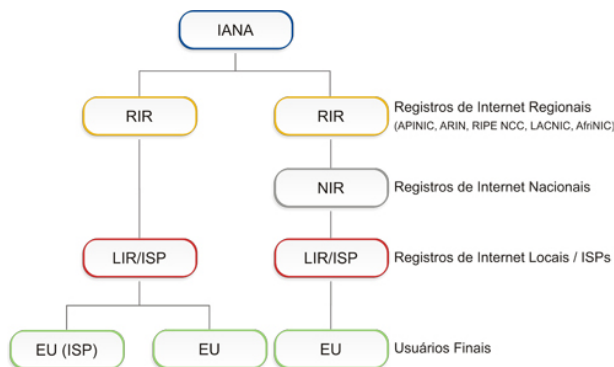 IANA
RIR
RIR
Registros de Internet Regionais
(APINIC, ARIN, RIPE NCC, LACNIC, AfriNIC)
NIR
Registros de Internet Nacionais
LIR/ISP
LIR/ISP
Registros de Internet Locais / ISPs
EU (ISP)
EU
EU
Usuários Finais